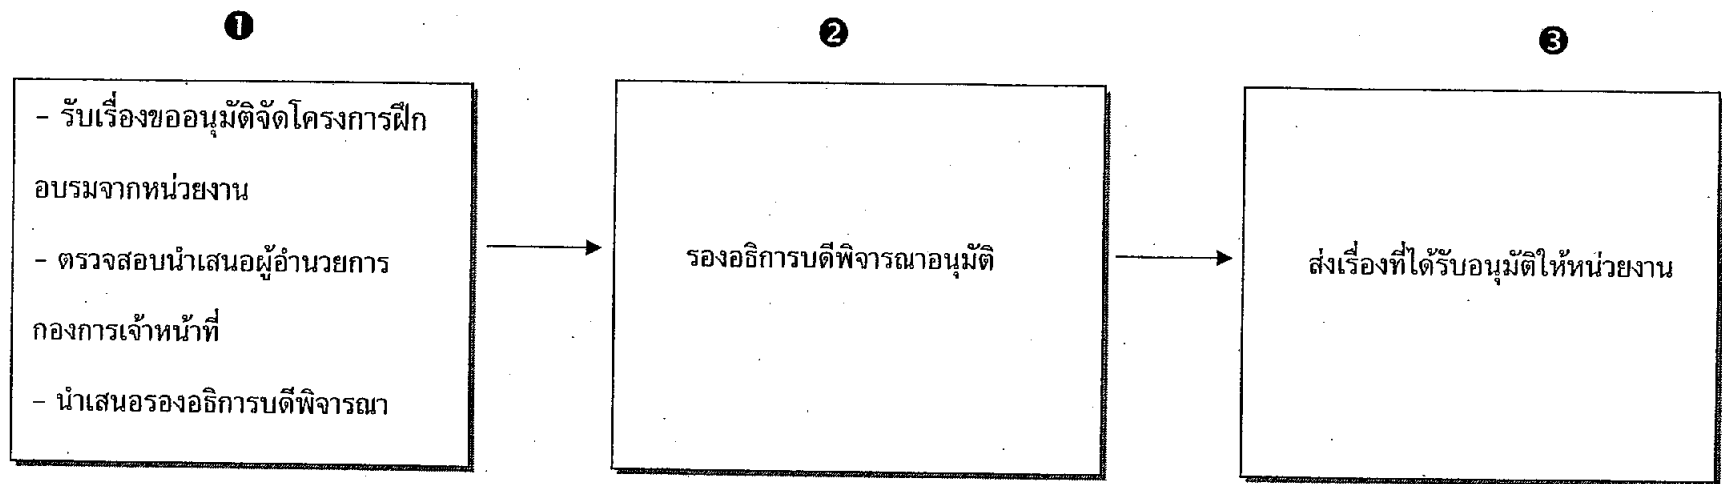 ❶
❷
❸
– รับเรื่องขออนุมัติจัดโครงการฝึก
อบรมจากหน่วยงาน
– ตรวจสอบนำเสนอผู้อำนวยการ
กองการเจ้าหน้าที่
– นำเสนอรองอธิการบดีพิจารณา
รองอธิการบดีพิจารณาอนุมัติ
ส่งเรื่องที่ได้รับอนุมัติให้หน่วยงาน